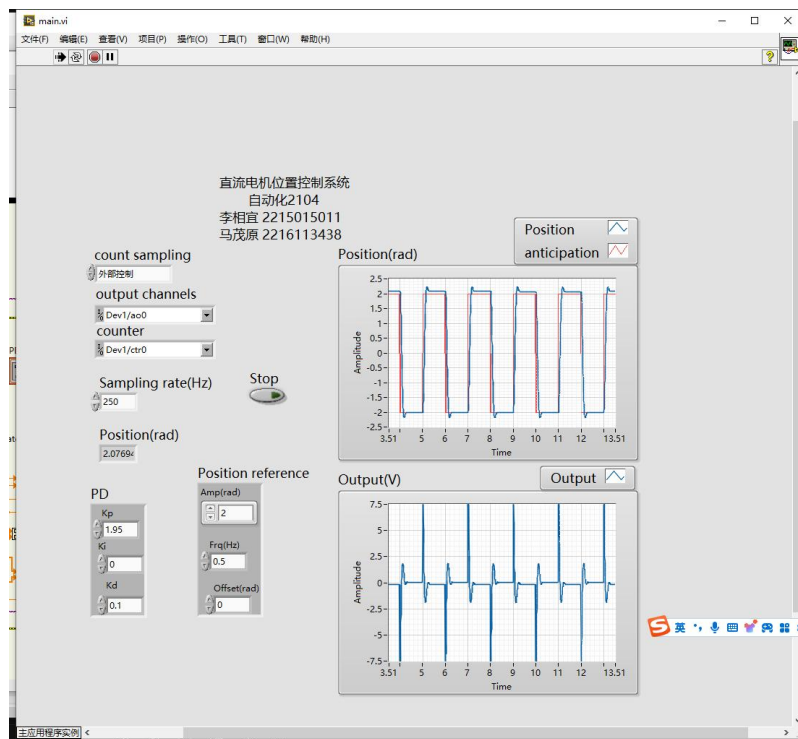 main.vi
文件(F) 编辑(E) 查看(V) 项目(P) 操作(O) 工具(T) 窗口(W) 帮助(H)
直流电机位置控制系统
自动化2104
李相宜 2215015011
马茂原 2216113438
count sampling
外部控制
output channels
Dev1/ao0
counter
Dev1/ctr0
Sampling rate(Hz)
250
Stop
Position(rad)
2.0769
PD
Kp
1.95
Ki
0
Kd
0.1
Position reference
Amp(rad)
2
Frq(Hz)
0.5
Offset(rad)
0
Position
anticipation
Position(rad)
Amplitude
2.5
2
1.5
1
0.5
0
-0.5
-1
-1.5
-2
-2.5
3.51 5 6 7 8 9 10 11 12 13.51
Time
Output(V)
Output
Amplitude
7.5
5
2.5
0
-2.5
-5
-7.5
3.51 5 6 7 8 9 10 11 12 13.51
Time
英
主应用程序实例